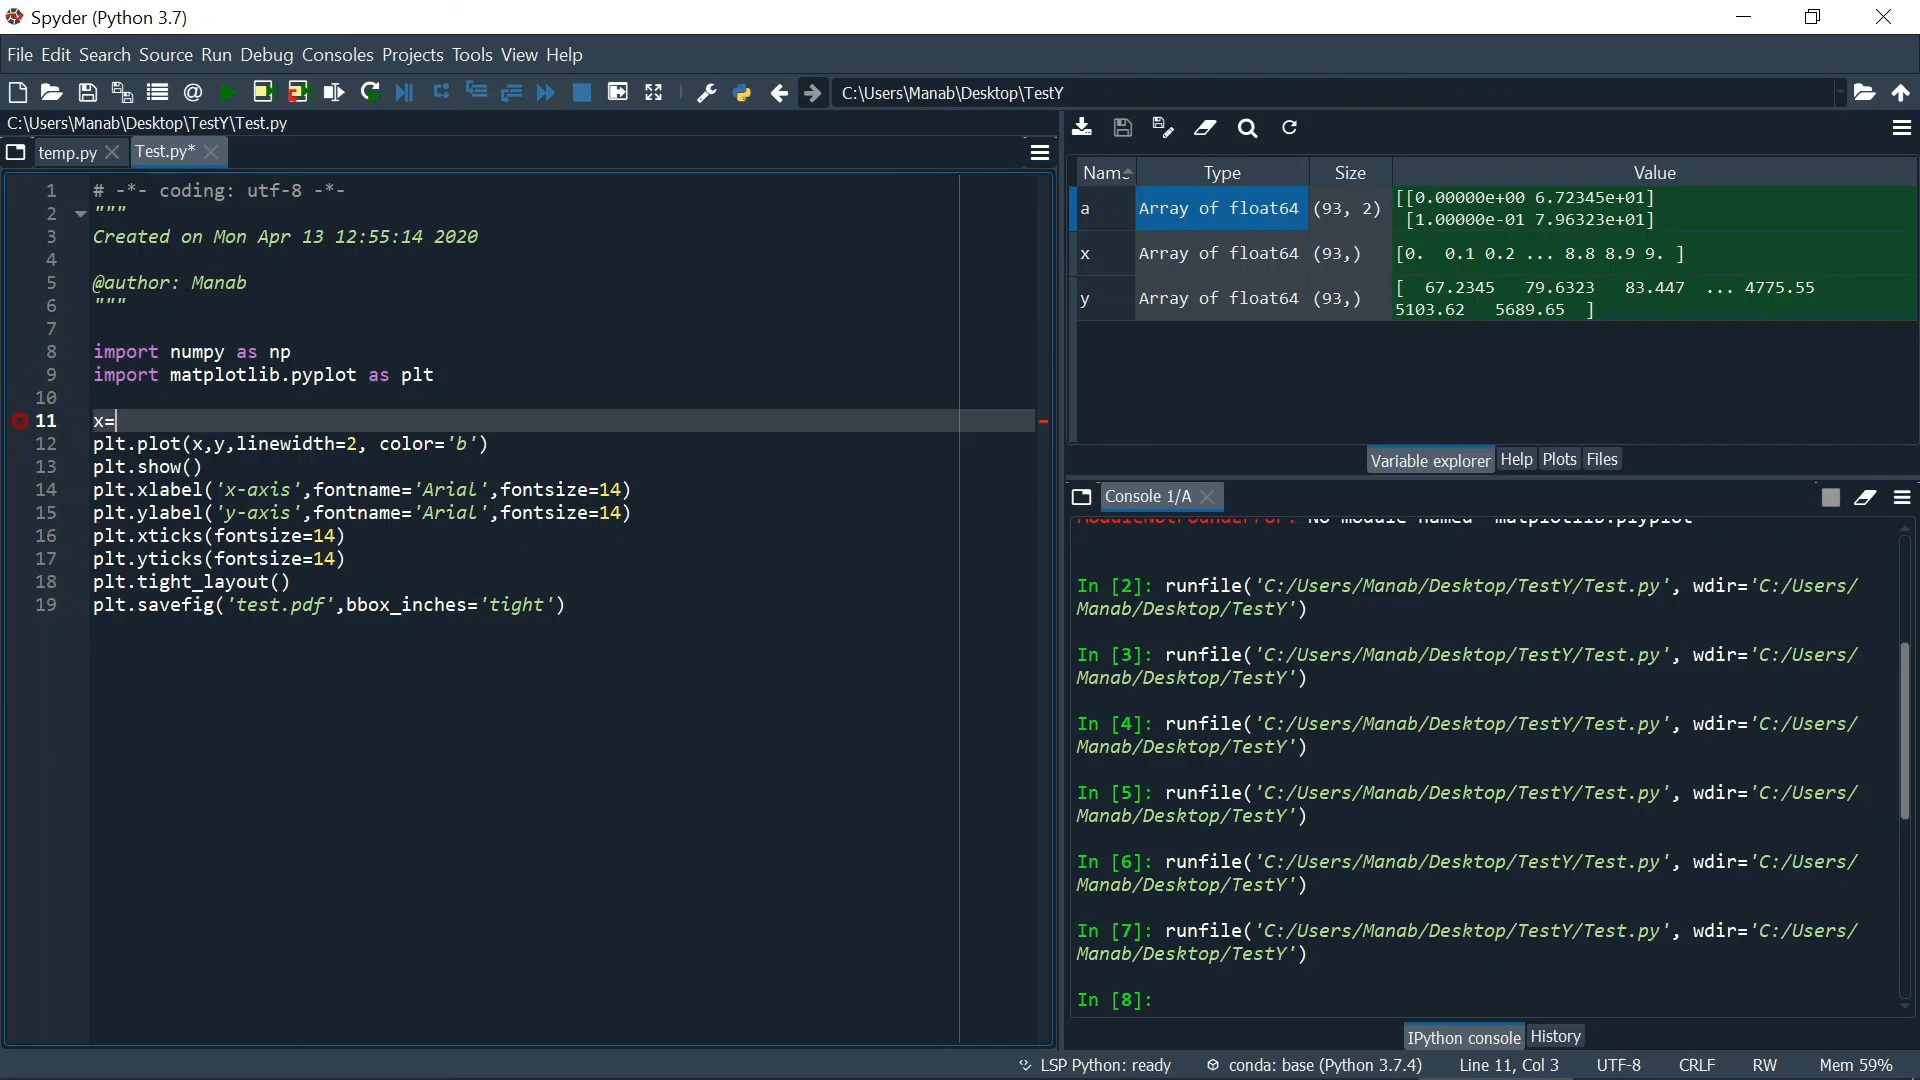 Spyder (Python 3.7)
File Edit Search Source Run Debug Consoles Projects Tools View Help
C:\Users\Manab\Desktop\TestY
C:\Users\Manab\Desktop\TestY\Test.py
temp.py Test.py*
1 # -*- coding: utf-8 -*-
2 """
3 Created on Mon Apr 13 12:55:14 2020
4
5 @author: Manab
6 """
7
8 import numpy as np
9 import matplotlib.pyplot as plt
10
11 x=
12 plt.plot(x,y,linewidth=2, color='b')
13 plt.show()
14 plt.xlabel('x-axis',fontname='Arial',fontsize=14)
15 plt.ylabel('y-axis',fontname='Arial',fontsize=14)
16 plt.xticks(fontsize=14)
17 plt.yticks(fontsize=14)
18 plt.tight_layout()
19 plt.savefig('test.pdf',bbox_inches='tight')
Name Type Size Value
a Array of float64 (93, 2) [[0.00000e+00 6.72345e+01]
[1.00000e-01 7.96323e+01]
x Array of float64 (93,) [0. 0.1 0.2 ... 8.8 8.9 9. ]
y Array of float64 (93,) [ 67.2345 79.6323 83.447 ... 4775.55
5103.62 5689.65 ]
Variable explorer Help Plots Files
Console 1/A
In [2]: runfile('C:/Users/Manab/Desktop/TestY/Test.py', wdir='C:/Users/
Manab/Desktop/TestY')
In [3]: runfile('C:/Users/Manab/Desktop/TestY/Test.py', wdir='C:/Users/
Manab/Desktop/TestY')
In [4]: runfile('C:/Users/Manab/Desktop/TestY/Test.py', wdir='C:/Users/
Manab/Desktop/TestY')
In [5]: runfile('C:/Users/Manab/Desktop/TestY/Test.py', wdir='C:/Users/
Manab/Desktop/TestY')
In [6]: runfile('C:/Users/Manab/Desktop/TestY/Test.py', wdir='C:/Users/
Manab/Desktop/TestY')
In [7]: runfile('C:/Users/Manab/Desktop/TestY/Test.py', wdir='C:/Users/
Manab/Desktop/TestY')
In [8]:
IPython console History
LSP Python: ready conda: base (Python 3.7.4) Line 11, Col 3 UTF-8 CRLF RW Mem 59%